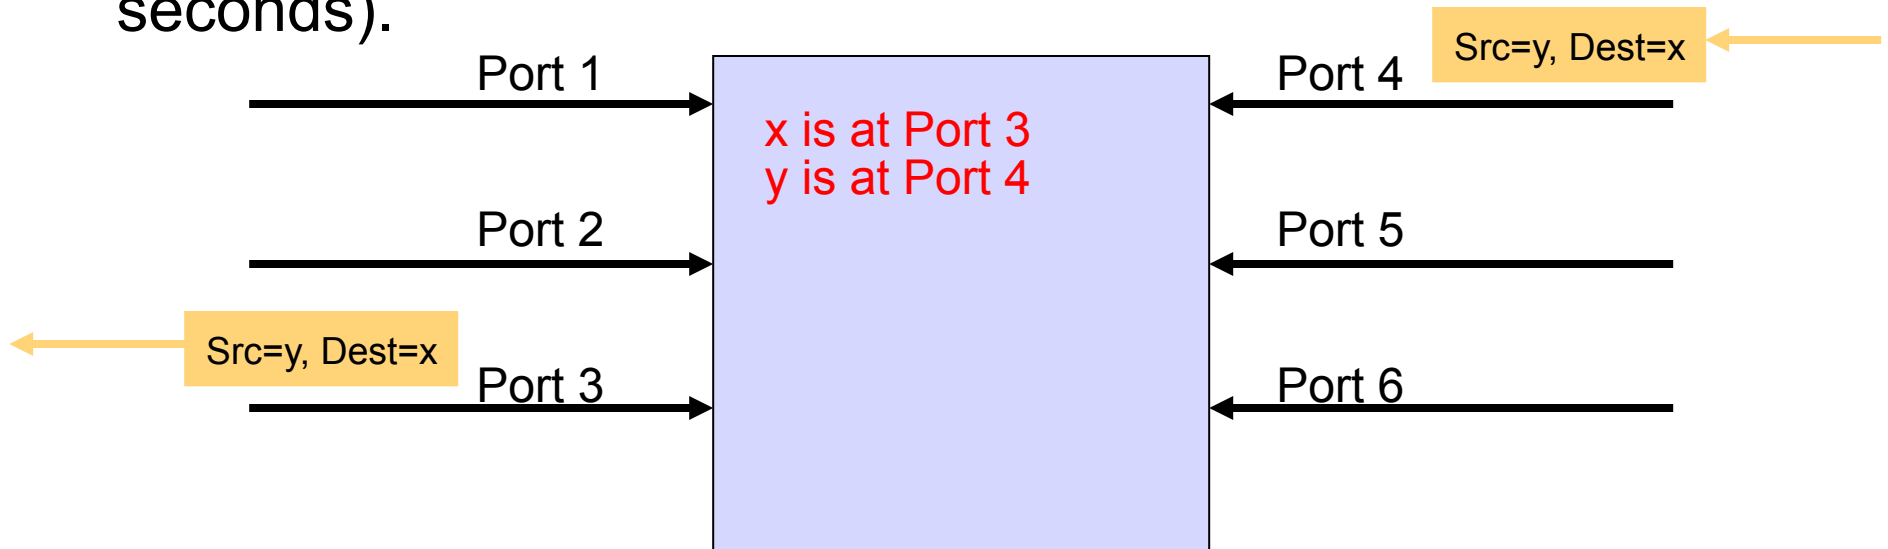 seconds).
Src=y, Dest=x
Port 1
Port 4
x is at Port 3
y is at Port 4
Port 2
Port 5
Src=y, Dest=x
Port 3
Port 6